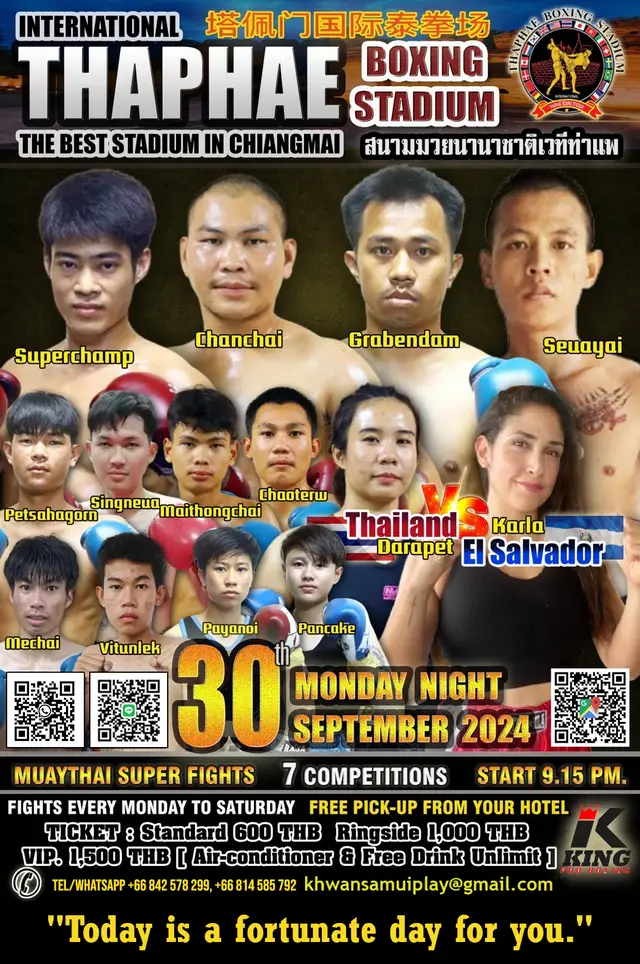 INTERNATIONAL
塔佩门国际泰拳场
THAPHAE
BOXING
STADIUM
THE BEST STADIUM IN CHIANGMAI
สนามมวยนานาชาติเวทีท่าแพ
THAPHAE BOXING STADIUM
INTERNATIONAL
Superchamp
Chanchai
Grabendam
Seuayai
Petsahagorn
Singneua
Maithongchai
Chaoterw
Thailand
VS
Karla
Darapet
El Salvador
Mechai
Vitunlek
Payanoi
Pancake
30th
MONDAY NIGHT
SEPTEMBER 2024
MUAYTHAI SUPER FIGHTS 7 COMPETITIONS START 9.15 PM.
FIGHTS EVERY MONDAY TO SATURDAY FREE PICK-UP FROM YOUR HOTEL
TICKET : Standard 600 THB Ringside 1,000 THB
VIP. 1,500 THB [ Air-conditioner & Free Drink Unlimit ]
KING
TEL/WHATSAPP +66 842 578 299, +66 814 585 792 khwansamuiplay@gmail.com
"Today is a fortunate day for you."